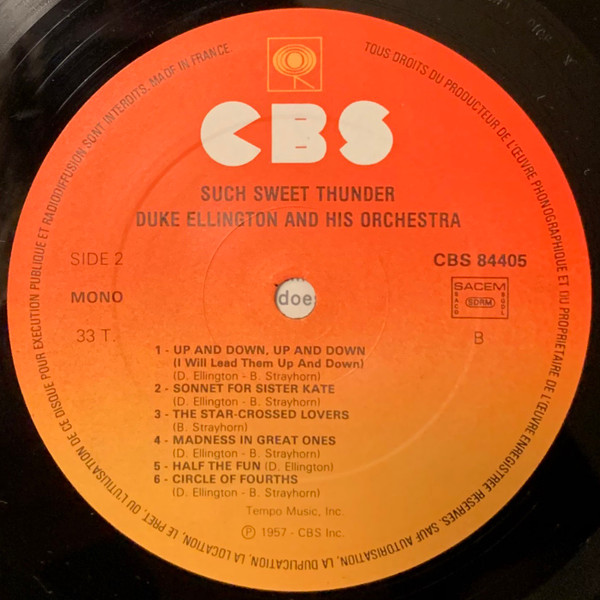 TOUS DROITS DU PRODUCTEUR DE L'ŒUVRE PHONOGRAPHIQUE ET DU PROPRIETAIRE DE L'ŒUVRE ENREGISTREE RESERVES. SAUF AUTORISATION, LA DUPLICATION, LA LOCATION, LE PRET, OU L'UTILISATION DE CE DISQUE POUR EXECUTION PUBLIQUE ET RADIODIFFUSION SONT INTERDITS. MADE IN FRANCE
CBS
SUCH SWEET THUNDER
DUKE ELLINGTON AND HIS ORCHESTRA
SIDE 2
CBS 84405
MONO
SACEM
SACD
SDRM
SGDL
33 T.
B
doe
1 - UP AND DOWN, UP AND DOWN
(I Will Lead Them Up And Down)
(D. Ellington - B. Strayhorn)
2 - SONNET FOR SISTER KATE
(D. Ellington - B. Strayhorn)
3 - THE STAR-CROSSED LOVERS
(B. Strayhorn)
4 - MADNESS IN GREAT ONES
(D. Ellington - B. Strayhorn)
5 - HALF THE FUN (D. Ellington)
6 - CIRCLE OF FOURTHS
(D. Ellington - B. Strayhorn)
Tempo Music, Inc.
Ⓟ 1957 - CBS Inc.